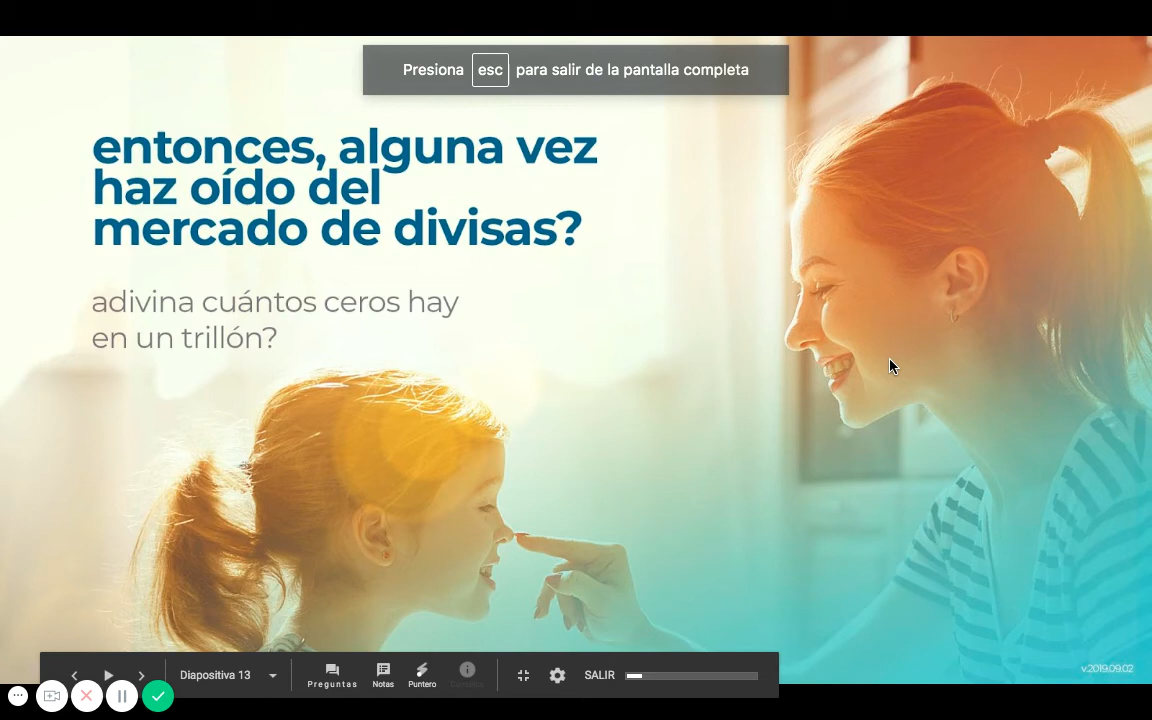 Presiona esc para salir de la pantalla completa
entonces, alguna vez
haz oído del
mercado de divisas?
adivina cuántos ceros hay
en un trillón?
v.2019.09.02
Diapositiva 13
Preguntas
Notas
Puntero
SALIR